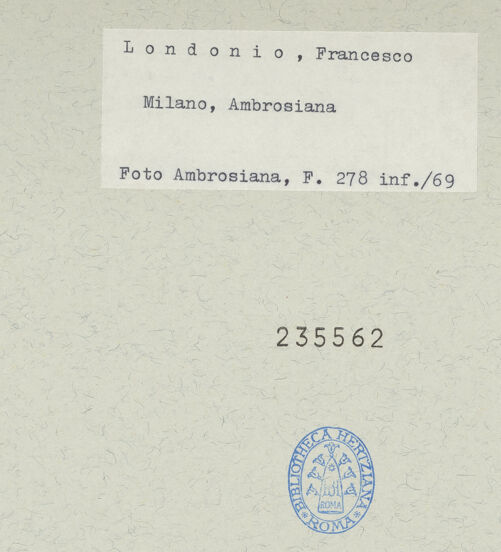 L o n d o n i o , Francesco
Milano, Ambrosiana
Foto Ambrosiana, F. 278 inf./69
235562
BIBLIOTHECA HERTZIANA
ROMA
* ROMA *